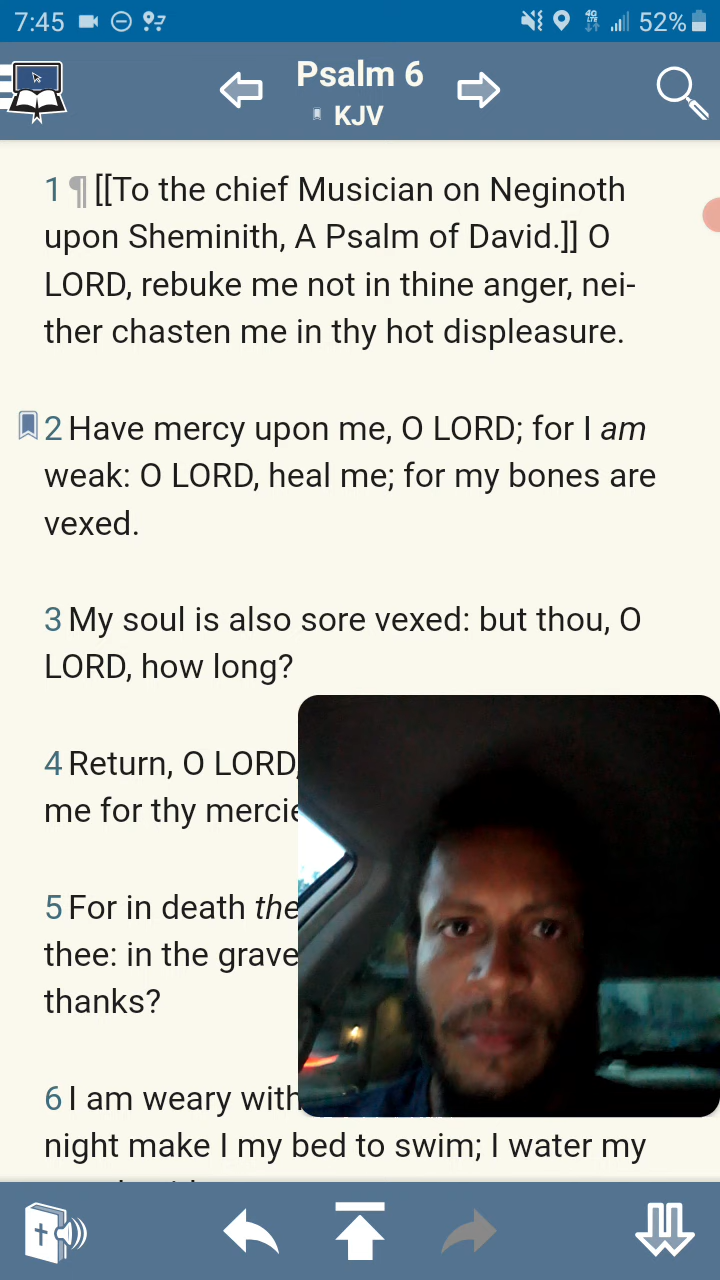 7:45 52%
4G LTE
Psalm 6
KJV
1 ¶ [[To the chief Musician on Neginoth
upon Sheminith, A Psalm of David.]] O
LORD, rebuke me not in thine anger, nei-
ther chasten me in thy hot displeasure.
2 Have mercy upon me, O LORD; for I am
weak: O LORD, heal me; for my bones are
vexed.
3 My soul is also sore vexed: but thou, O
LORD, how long?
4 Return, O LORD,
me for thy
5 For in death
thee: in the grave
thanks?
6 I am weary with
night make I my bed to swim; I water my